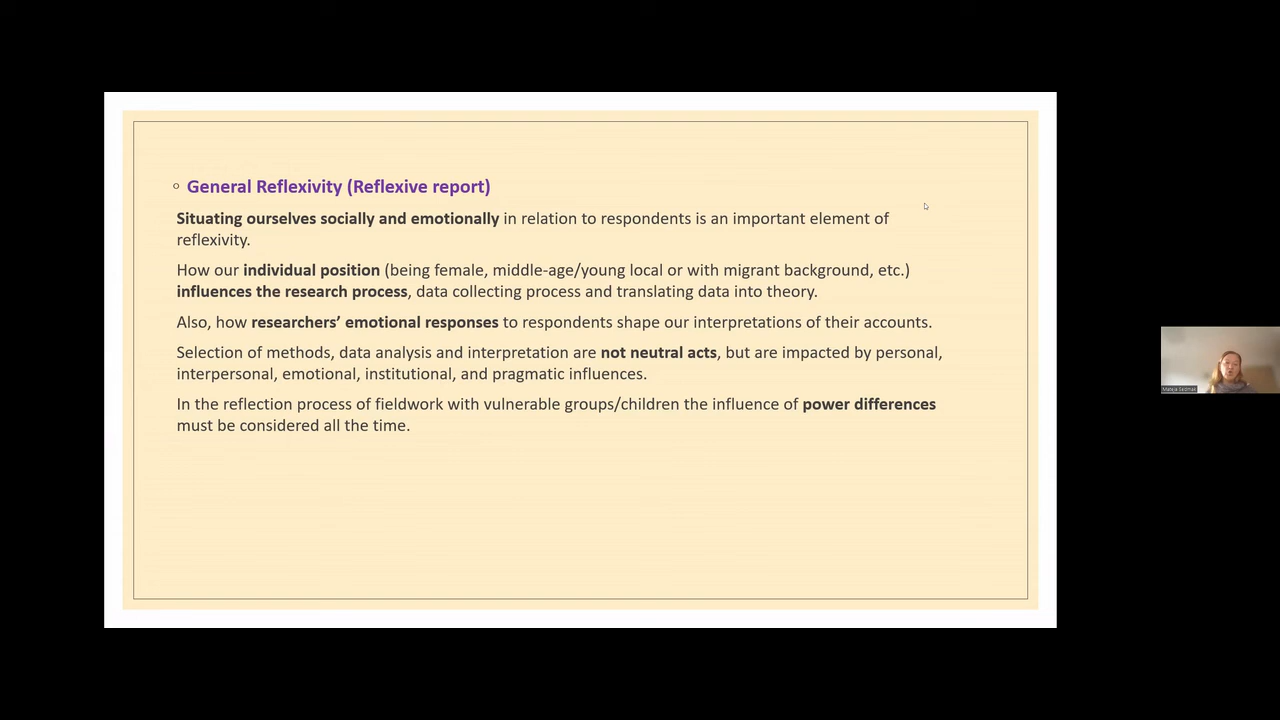 General Reflexivity (Reflexive report)
Situating ourselves socially and emotionally in relation to respondents is an important element of
reflexivity.
How our individual position (being female, middle-age/young local or with migrant background, etc.)
influences the research process, data collecting process and translating data into theory.
Also, how researchers’ emotional responses to respondents shape our interpretations of their accounts.
Selection of methods, data analysis and interpretation are not neutral acts, but are impacted by personal,
interpersonal, emotional, institutional, and pragmatic influences.
In the reflection process of fieldwork with vulnerable groups/children the influence of power differences
must be considered all the time.
Mateja Sedmak